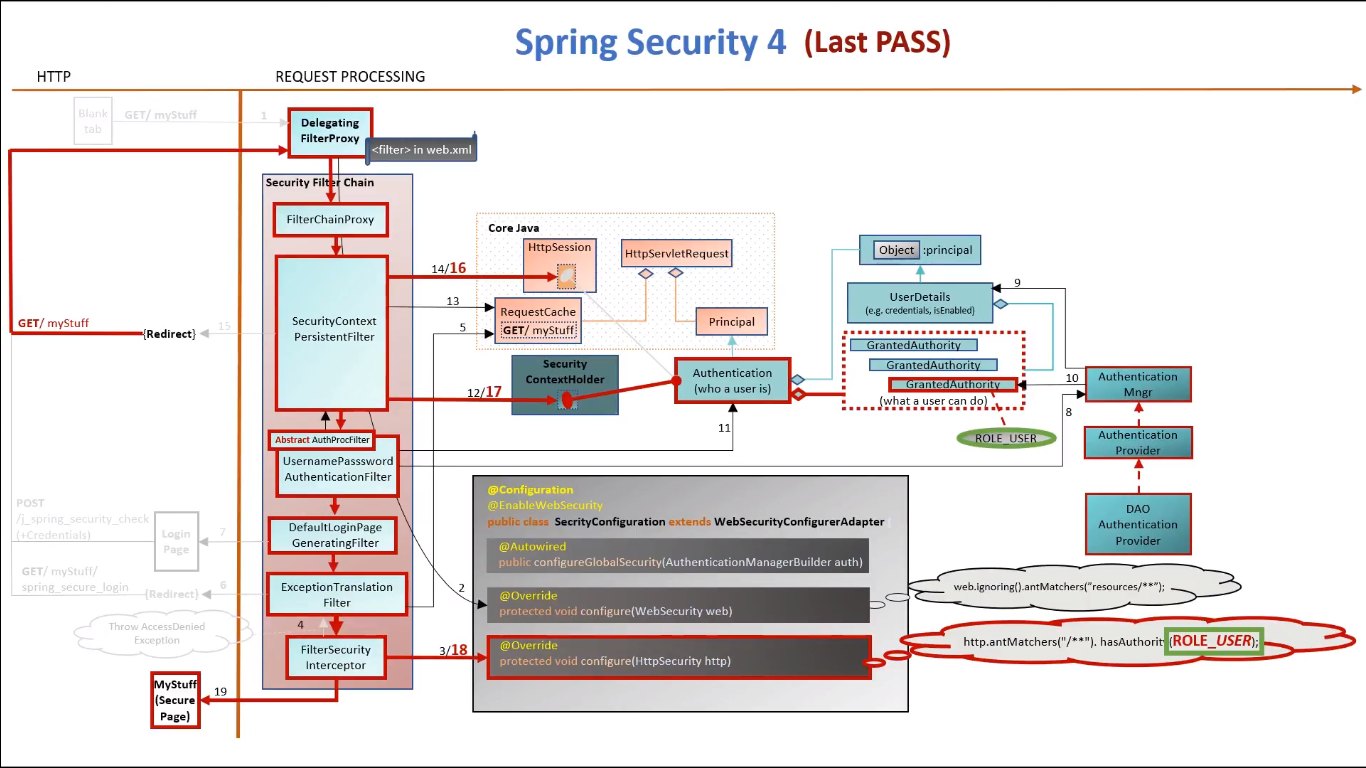 Spring Security 4 (Last PASS)
HTTP
REQUEST PROCESSING
Blank
tab
GET/ myStuff
1
Delegating
FilterProxy
<filter> in web.xml
Security Filter Chain
FilterChainProxy
SecurityContext
PersistentFilter
Abstract AuthProcFilter
UsernamePasssword
AuthenticationFilter
DefaultLoginPage
GeneratingFilter
ExceptionTranslation
Filter
4
FilterSecurity
Interceptor
GET/ myStuff
{Redirect}
15
POST
/j_spring_security_check
(+Credentials)
Login
Page
7
GET/ myStuff/
spring_secure_login
{Redirect}
6
Throw AccessDenied
Exception
MyStuff
(Secure
Page)
19
Core Java
HttpSession
14/16
HttpServletRequest
13
RequestCache
GET/ myStuff
5
Principal
Security
ContextHolder
12/17
Authentication
(who a user is)
11
Object :principal
UserDetails
(e.g. credentials, isEnabled)
9
GrantedAuthority
GrantedAuthority
GrantedAuthority
(what a user can do)
10
8
ROLE_USER
Authentication
Mngr
Authentication
Provider
DAO
Authentication
Provider
@Configuration
@EnableWebSecurity
public class SecrityConfiguration extends WebSecurityConfigurerAdapter {
@Autowired
public configureGlobalSecurity(AuthenticationManagerBuilder auth)
2
@Override
protected void configure(WebSecurity web)
3/18
@Override
protected void configure(HttpSecurity http)
web.ignoring().antMatchers("resources/**");
http.antMatchers("/**"). hasAuthorit (ROLE_USER);